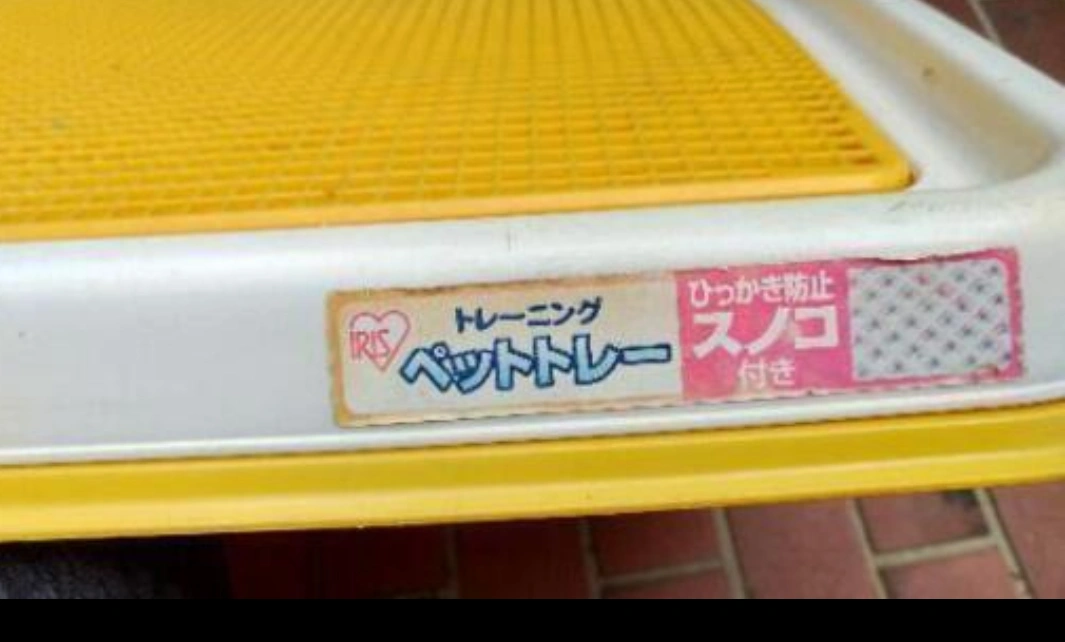 IRIS
トレーニング
ペットトレー
ひっかき防止
スノコ
付き